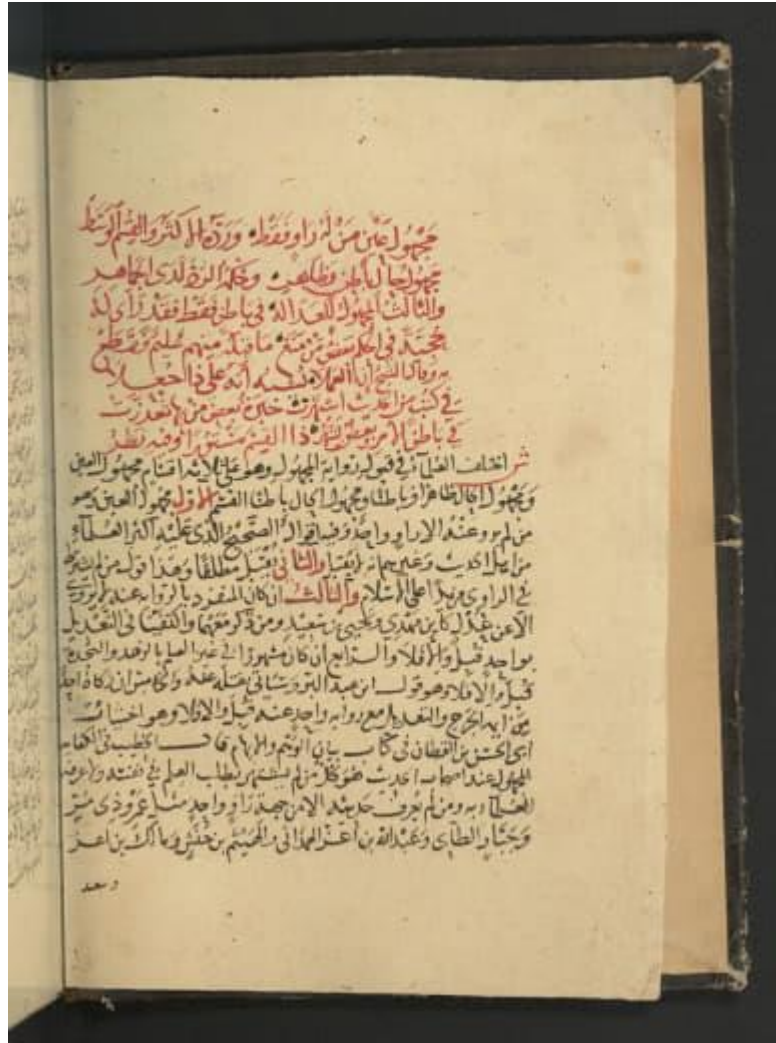 مجهول عين من له راو فقط ورده الاكثر والقسم الوسط
مجهول حال باطن وظاهر وحكمه الرد لدى الجماهر
والثالث المجهول للعداله في باطن فقط فقد راى له
حجية في الحكم بعض من منع ما قبله منهم سليم فقطع
به وقال الشيخ ان العملا يشبه انه على ذا جعلا
في كتب من الحديث اشتهرت خبرة بعض من بها تعذرت
في باطن الامر وبعض يشهر ذا القسم مستورا وفيه نظر
ش اختلف العلماء في قبول رواية المجهول وهو على ثلاثة اقسام مجهول العين
ومجهول الحال ظاهرا وباطنا ومجهول الحال باطنا القسم الاول مجهول العين وهو
من لم يرو عنه الا راو واحد وفيه اقوال الصحيح الذي عليه اكثر العلماء
من اهل الحديث وغيرهم انه لا يقبل والثاني يقبل مطلقا وهذا قول من لم يشترط
في الراوي مزيدا على الاسلام والثالث ان كان المنفرد بالرواية عنه لا يروي
الا عن عدل كابن مهدي ويحيى بن سعيد ومن ذكر معهما واكتفينا في التعديل
بواحد قبل والا فلا والرابع ان كان مشهورا في غير العلم بالزهد والنجدة
قبل والا فلا وهو قول ابن عبد البر وسياتي نقله عنه والخامس ان زكاه احد
من ايمة الجرح والتعديل مع رواية واحد عنه قبل والا فلا وهو اختيار
ابي الحسن بن القطان في كتاب بيان الوهم والايهام قال الخطيب في الكفاية
المجهول عند اصحاب الحديث هو كل من لم يشتهر بطلب العلم في نفسه ولا عرفه
العلماء به ومن لم يعرف حديثه الا من جهة راو واحد مثل عمرو ذي مر
وجبار الطاي وعبد الله بن اغر الهمداني والهيثم بن حنش ومالك بن اعز
وسعيد